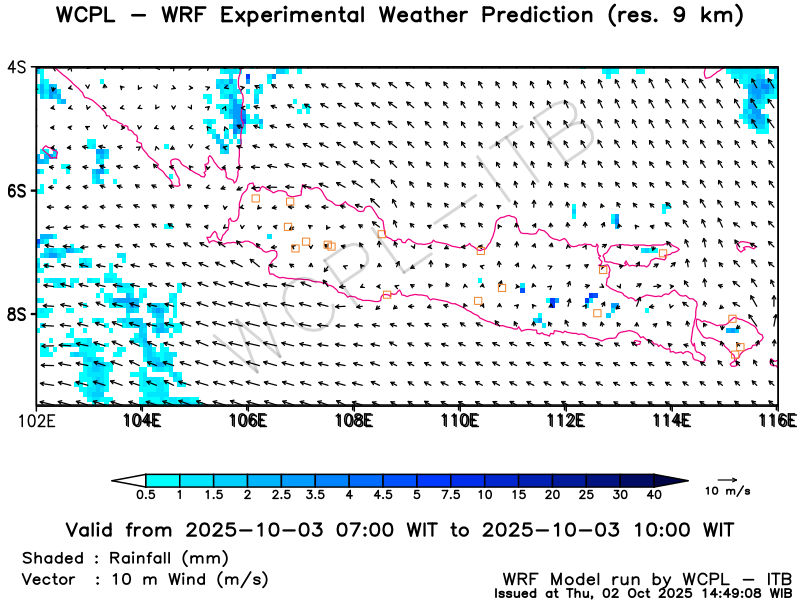 WCPL – WRF Experimental Weather Prediction (res. 9 km)
4S
6S
8S
WCPL–ITB
102E 104E 106E 108E 110E 112E 114E 116E
0.5 1 1.5 2 2.5 3.5 4 4.5 5 7.5 10 15 20 25 30 40
10 m/s
Valid from 2025–10–03 07:00 WIT to 2025–10–03 10:00 WIT
Shaded : Rainfall (mm)
Vector : 10 m Wind (m/s)
WRF Model run by WCPL – ITB
Issued at Thu, 02 Oct 2025 14:49:08 WIB